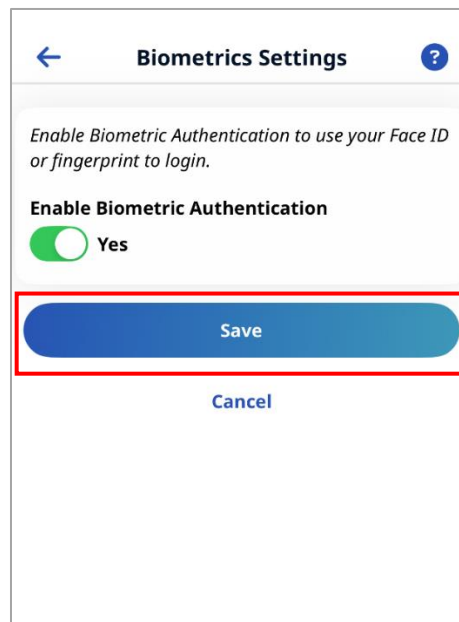 Biometrics Settings ?
Enable Biometric Authentication to use your Face ID
or fingerprint to login.
Enable Biometric Authentication
Yes
Save
Cancel